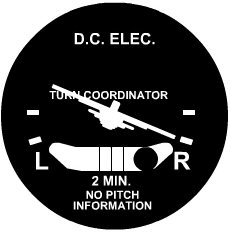 D.C. ELEC.
TURN COORDINATOR
L R
2 MIN.
NO PITCH
INFORMATION